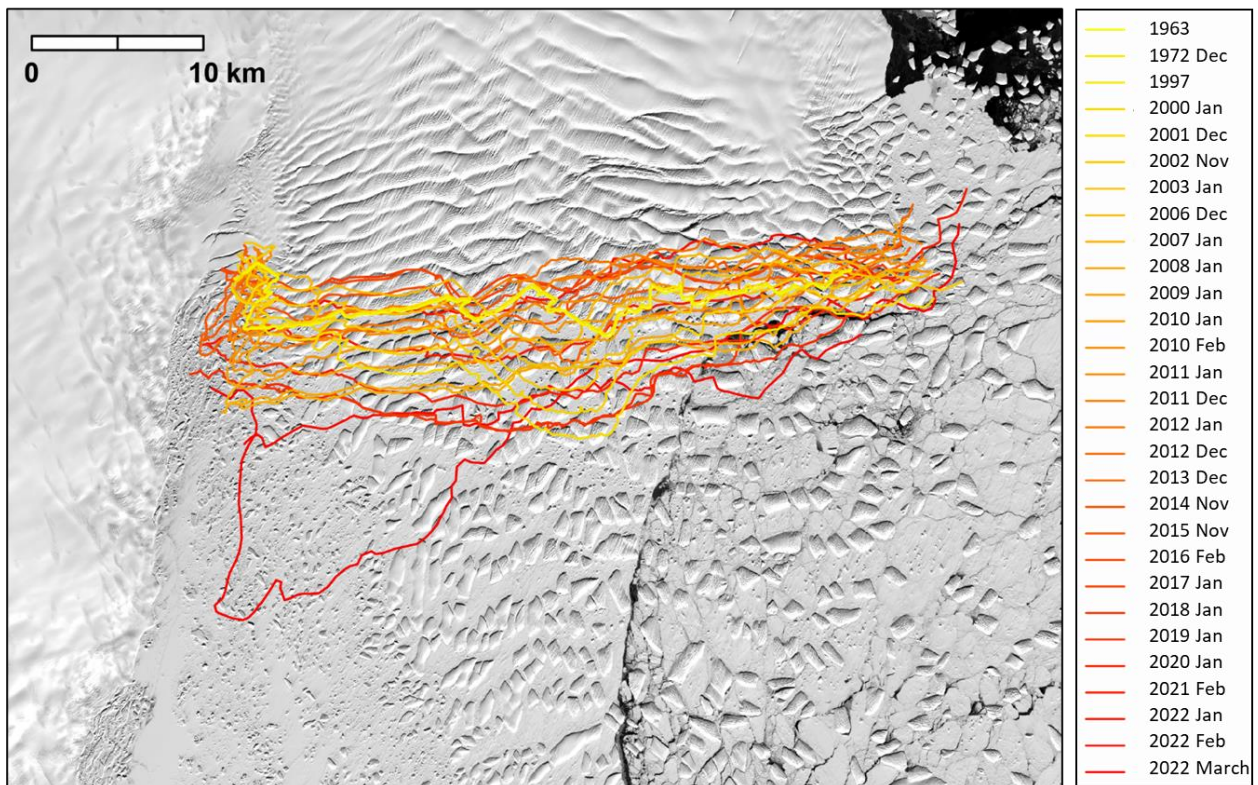 0 10 km
1963
1972 Dec
1997
2000 Jan
2001 Dec
2002 Nov
2003 Jan
2006 Dec
2007 Jan
2008 Jan
2009 Jan
2010 Jan
2010 Feb
2011 Jan
2011 Dec
2012 Jan
2012 Dec
2013 Dec
2014 Nov
2015 Nov
2016 Feb
2017 Jan
2018 Jan
2019 Jan
2020 Jan
2021 Feb
2022 Jan
2022 Feb
2022 March